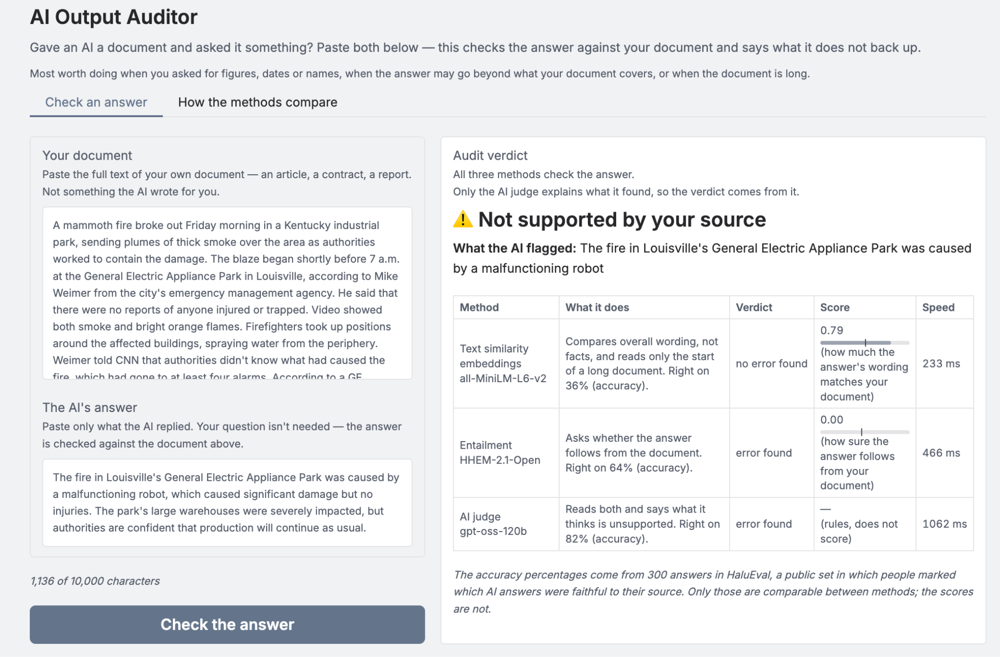 AI Output Auditor
Gave an AI a document and asked it something? Paste both below — this checks the answer against your document and says what it does not back up.
Most worth doing when you asked for figures, dates or names, when the answer may go beyond what your document covers, or when the document is long.
Check an answer
How the methods compare
Your document
Paste the full text of your own document — an article, a contract, a report.
Not something the AI wrote for you.
A mammoth fire broke out Friday morning in a Kentucky industrial
park, sending plumes of thick smoke over the area as authorities
worked to contain the damage. The blaze began shortly before 7 a.m.
at the General Electric Appliance Park in Louisville, according to Mike
Weimer from the city's emergency management agency. He said that
there were no reports of anyone injured or trapped. Video showed
both smoke and bright orange flames. Firefighters took up positions
around the affected buildings, spraying water from the periphery.
Weimer told CNN that authorities didn't know what had caused the
fire, which had gone to at least four alarms. According to a GE
The AI's answer
Paste only what the AI replied. Your question isn't needed — the answer
is checked against the document above.
The fire in Louisville's General Electric Appliance Park was caused by
a malfunctioning robot, which caused significant damage but no
injuries. The park's large warehouses were severely impacted, but
authorities are confident that production will continue as usual.
1,136 of 10,000 characters
Check the answer
Audit verdict
All three methods check the answer.
Only the AI judge explains what it found, so the verdict comes from it.
⚠️ Not supported by your source
What the AI flagged: The fire in Louisville's General Electric Appliance Park was caused
by a malfunctioning robot
Method
What it does
Verdict
Score
Speed
Text similarity
embeddings
all-MiniLM-L6-v2
Compares overall wording, not
facts, and reads only the start
of a long document. Right on
36% (accuracy).
no error found
0.79
(how much the
answer's wording
matches your
document)
233 ms
Entailment
HHEM-2.1-Open
Asks whether the answer
follows from the document.
Right on 64% (accuracy).
error found
0.00
(how sure the
answer follows
from your
document)
466 ms
AI judge
gpt-oss-120b
Reads both and says what it
thinks is unsupported. Right on
82% (accuracy).
error found
—
(rules, does not
score)
1062 ms
The accuracy percentages come from 300 answers in HaluEval, a public set in which people marked
which AI answers were faithful to their source. Only those are comparable between methods; the scores
are not.